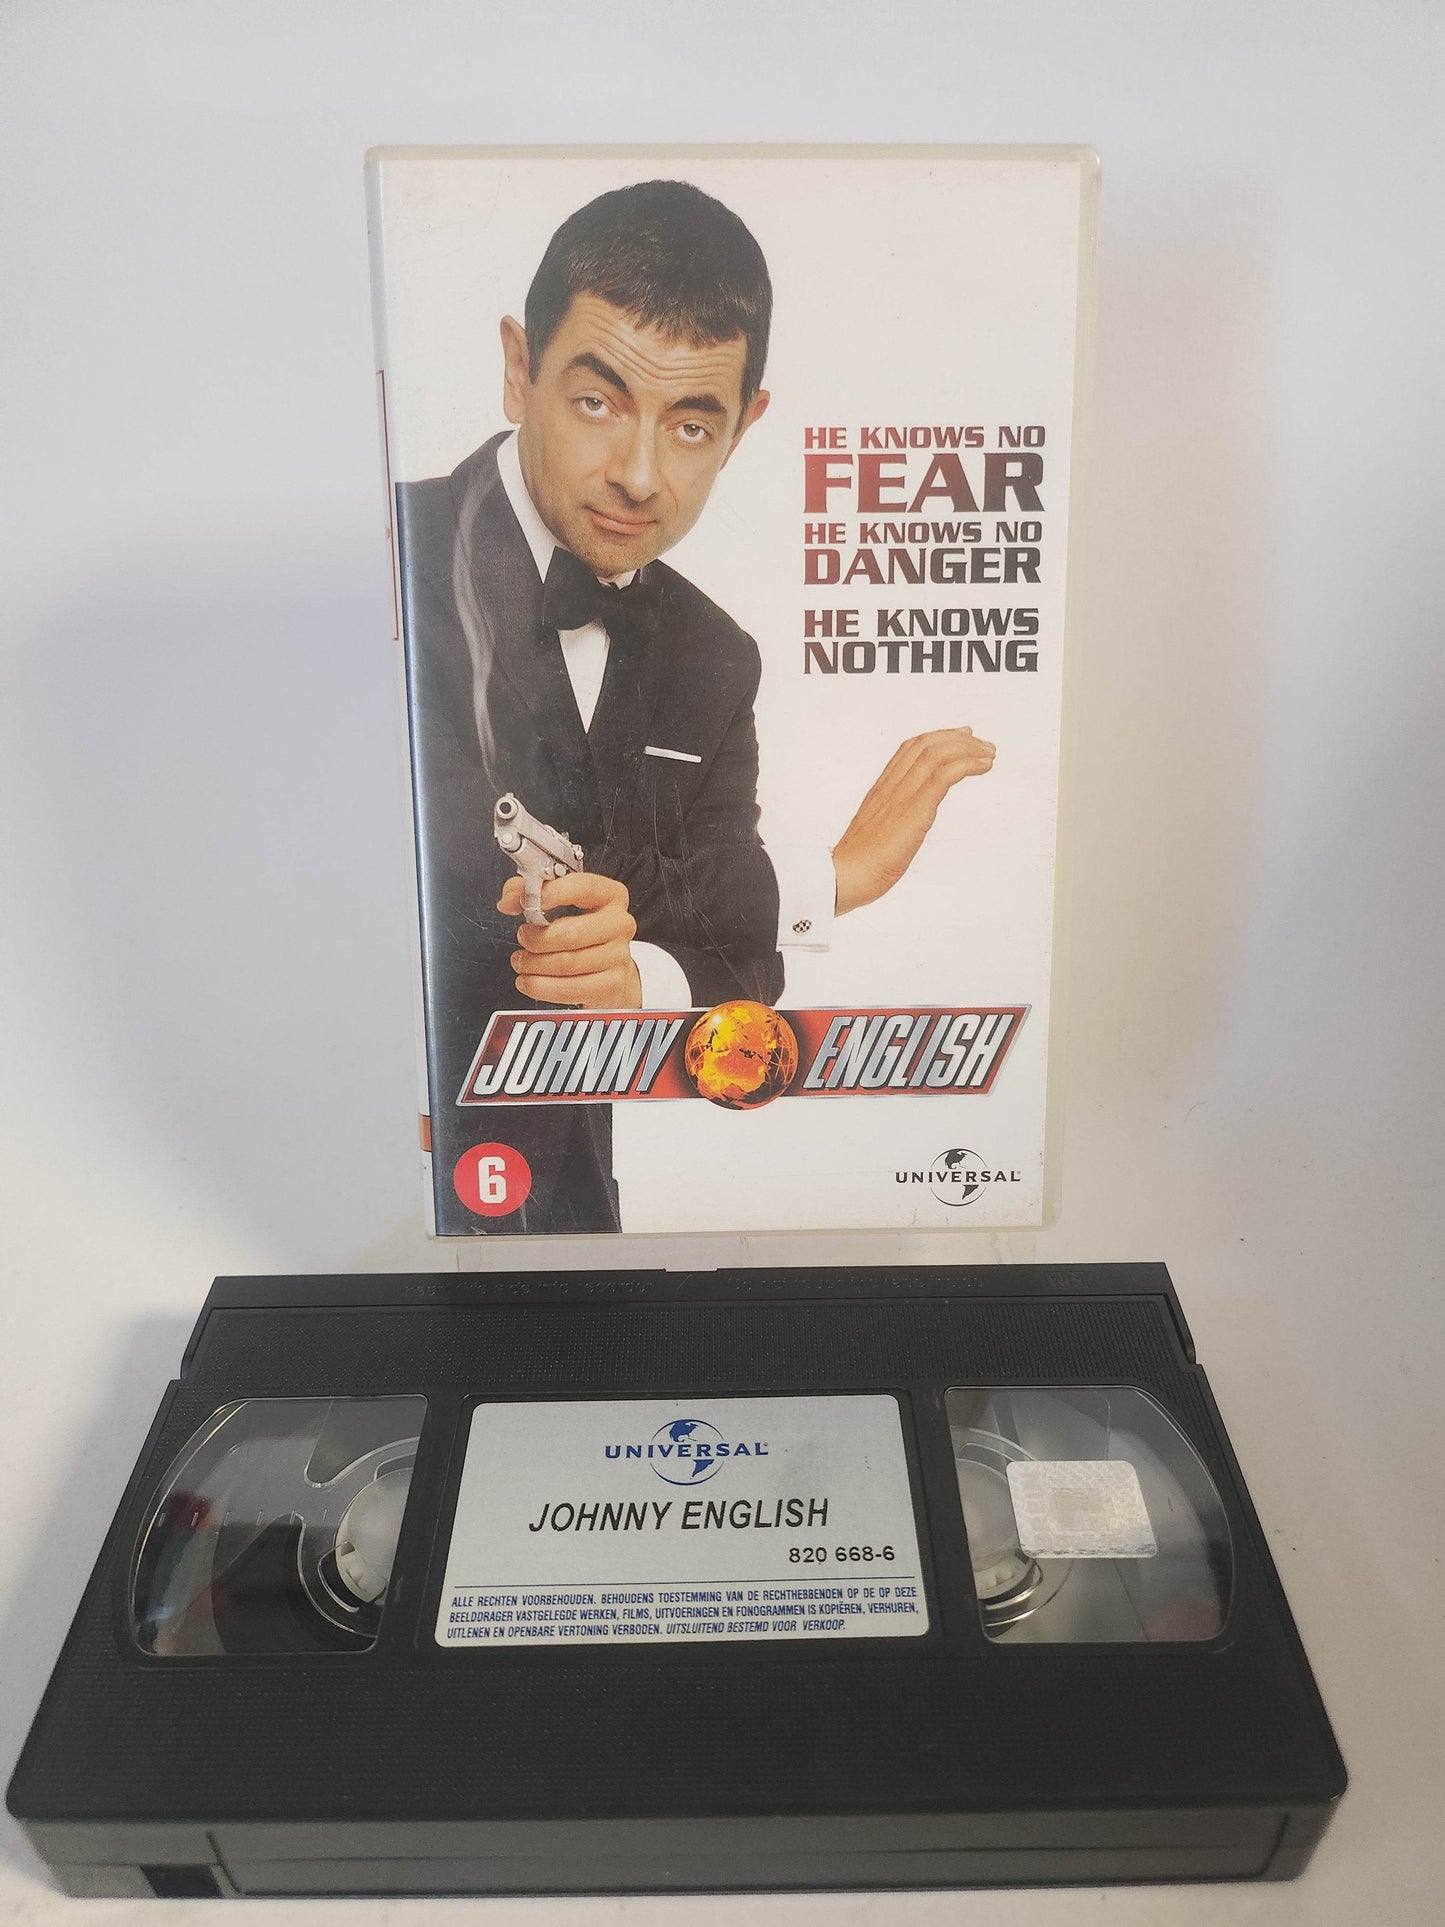 HE KNOWS NO
FEAR
HE KNOWS NO
DANGER
HE KNOWS
NOTHING
JOHNNY ENGLISH
6
UNIVERSAL
UNIVERSAL
JOHNNY ENGLISH
820 668-6
ALLE RECHTEN VOORBEHOUDEN. BEHOUDENS TOESTEMMING VAN DE RECHTHEBBENDEN OP DE OP DEZE
BEELDDRAGER VASTGELEGDE WERKEN, FILMS, UITVOERINGEN EN FONOGRAMMEN IS KOPIËREN, VERHUREN,
UITLENEN EN OPENBARE VERTONING VERBODEN. UITSLUITEND BESTEMD VOOR VERKOOP.